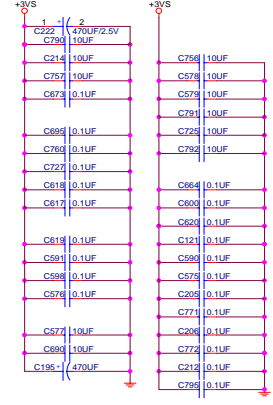 +3VS
1 2
C222 + 470UF/2.5V
C790 10UF
C214 10UF
C757 10UF
C673 0.1UF
C695 0.1UF
C760 0.1UF
C727 0.1UF
C618 0.1UF
C617 0.1UF
C619 0.1UF
C591 0.1UF
C598 0.1UF
C576 0.1UF
C577 10UF
C690 10UF
C195 + 470UF
+3VS
C756 10UF
C578 10UF
C579 10UF
C791 10UF
C725 10UF
C792 10UF
C664 0.1UF
C600 0.1UF
C620 0.1UF
C121 0.1UF
C590 0.1UF
C575 0.1UF
C205 0.1UF
C771 0.1UF
C206 0.1UF
C772 0.1UF
C212 0.1UF
C795 0.1UF